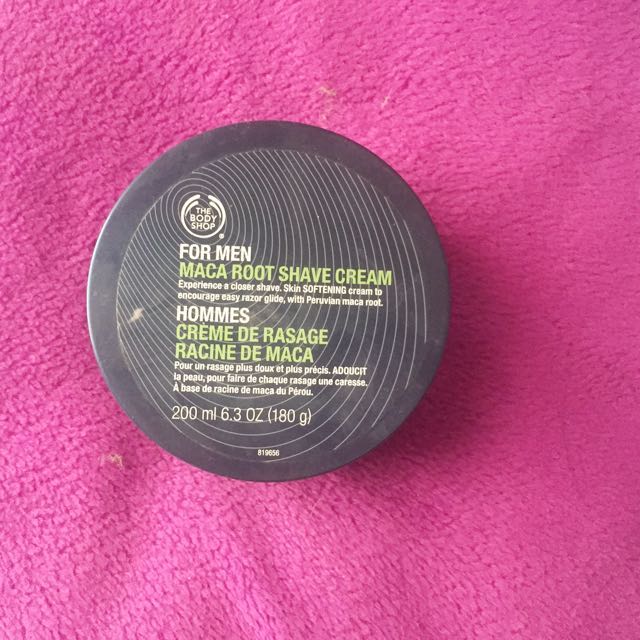 THE
BODY
SHOP
®
FOR MEN
MACA ROOT SHAVE CREAM
Experience a closer shave. Skin SOFTENING cream to
encourage easy razor glide, with Peruvian maca root.
HOMMES
CRÈME DE RASAGE
RACINE DE MACA
Pour un rasage plus doux et plus précis. ADOUCIT
la peau, pour faire de chaque rasage une caresse.
À base de racine de maca du Pérou.
200 ml 6.3 OZ (180 g)
819656